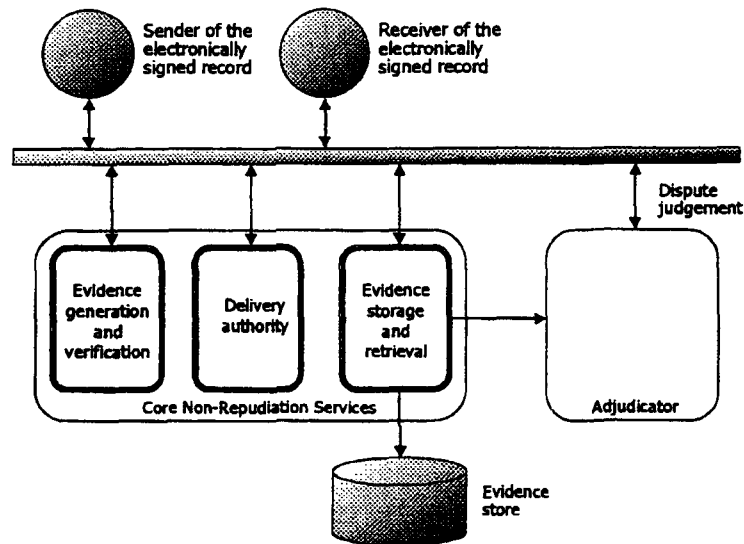 Sender of the
electronically
signed record
Receiver of the
electronically
signed record
Dispute
judgement
Evidence
generation
and
verification
Delivery
authority
Evidence
storage
and
retrieval
Core Non-Repudiation Services
Adjudicator
Evidence
store